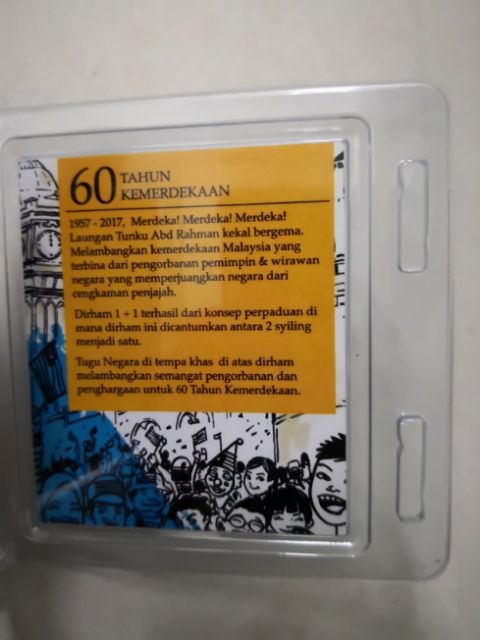 60 TAHUN
KEMERDEKAAN
1957 - 2017, Merdeka! Merdeka! Merdeka!
Laungan Tunku Abd Rahman kekal bergema.
Melambangkan kemerdekaan Malaysia yang
terbina dari pengorbanan pemimpin & wirawan
negara yang memperjuangkan negara dari
cengkaman penjajah.
Dirham 1 + 1 terhasil dari konsep perpaduan di
mana dirham ini dicantumkan antara 2 syiling
menjadi satu.
Tugu Negara di tempa khas di atas dirham
melambangkan semangat pengorbanan dan
penghargaan untuk 60 Tahun Kemerdekaan.